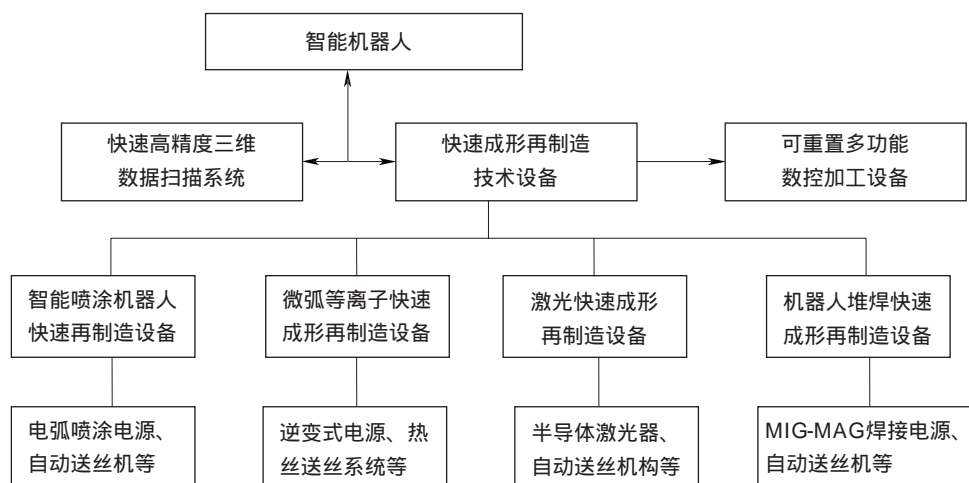 智能机器人
快速高精度三维
数据扫描系统
快速成形再制造
技术设备
可重置多功能
数控加工设备
智能喷涂机器人
快速再制造设备
微弧等离子快速
成形再制造设备
激光快速成形
再制造设备
机器人堆焊快速
成形再制造设备
电弧喷涂电源、
自动送丝机等
逆变式电源、热
丝送丝系统等
半导体激光器、
自动送丝机构等
MIG-MAG焊接电源、
自动送丝机等